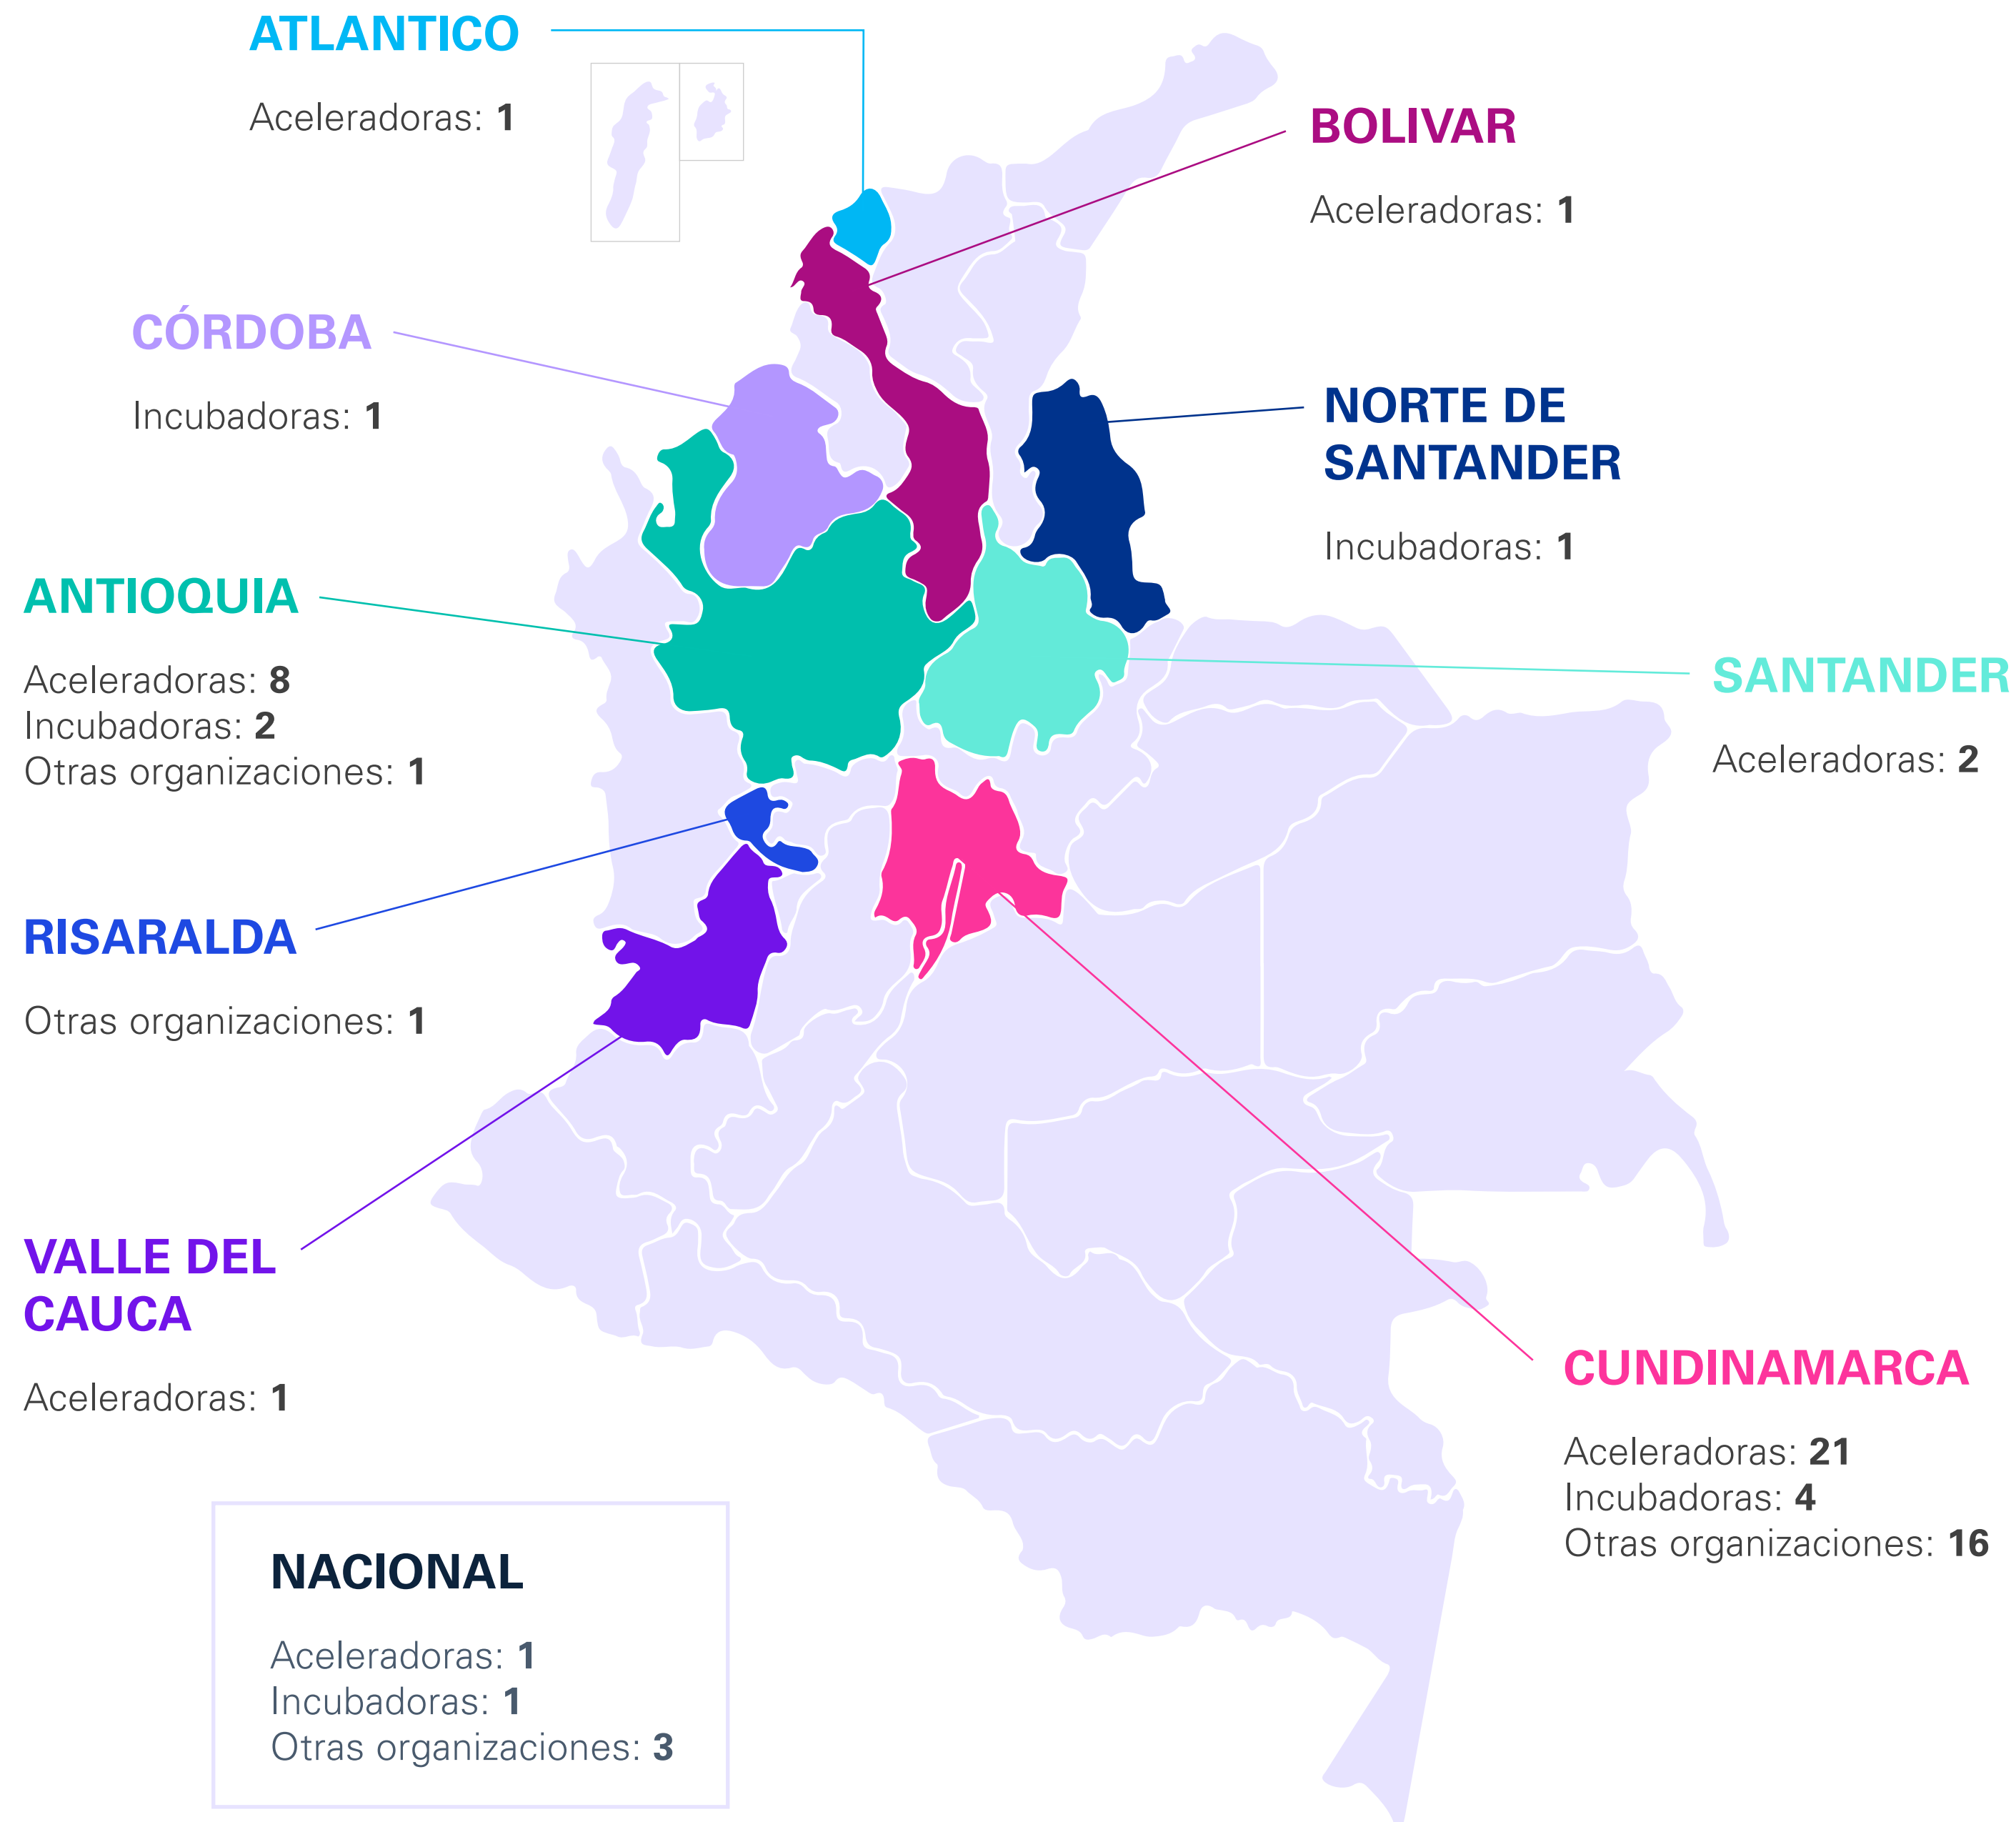 ATLANTICO
Aceleradoras: 1
BOLIVAR
Aceleradoras: 1
CÓRDOBA
Incubadoras: 1
NORTE DE
SANTANDER
Incubadoras: 1
ANTIOQUIA
Aceleradoras: 8
Incubadoras: 2
Otras organizaciones: 1
SANTANDER
Aceleradoras: 2
RISARALDA
Otras organizaciones: 1
VALLE DEL
CAUCA
Aceleradoras: 1
CUNDINAMARCA
Aceleradoras: 21
Incubadoras: 4
Otras organizaciones: 16
NACIONAL
Aceleradoras: 1
Incubadoras: 1
Otras organizaciones: 3